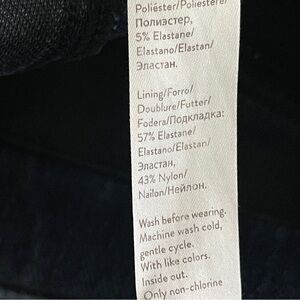 Poliéster/Poliestere/
Полиэстер,
5% Elastane/
Elastano/Elastan/
Эластан.
Lining/Forro/
Doublure/Futter/
Fodera/Подкладка:
57% Elastane/
Elastano/Elastan/
Эластан,
43% Nylon/
Nailon/Нейлон.
Wash before wearing.
Machine wash cold,
gentle cycle.
With like colors.
Inside out.
Only non-chlorine